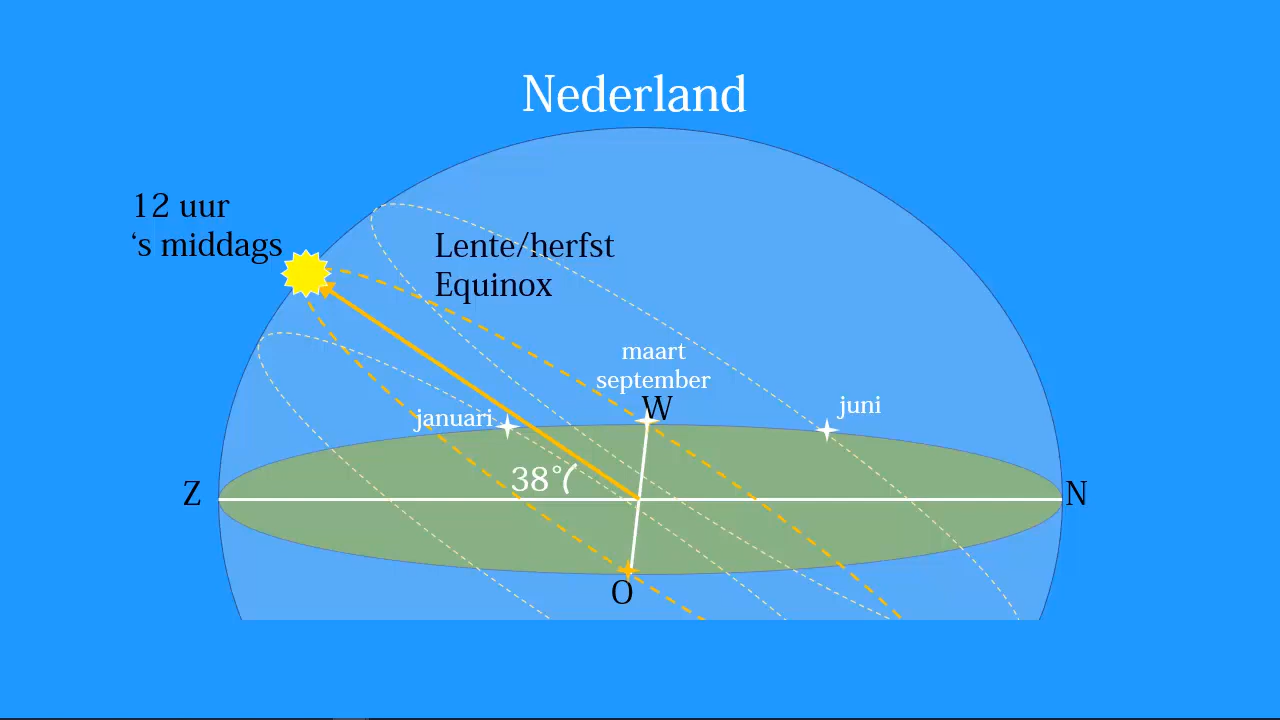 Nederland
12 uur
‘s middags
Lente/herfst
Equinox
maart
september
W
juni
januari
38°
Z
N
O